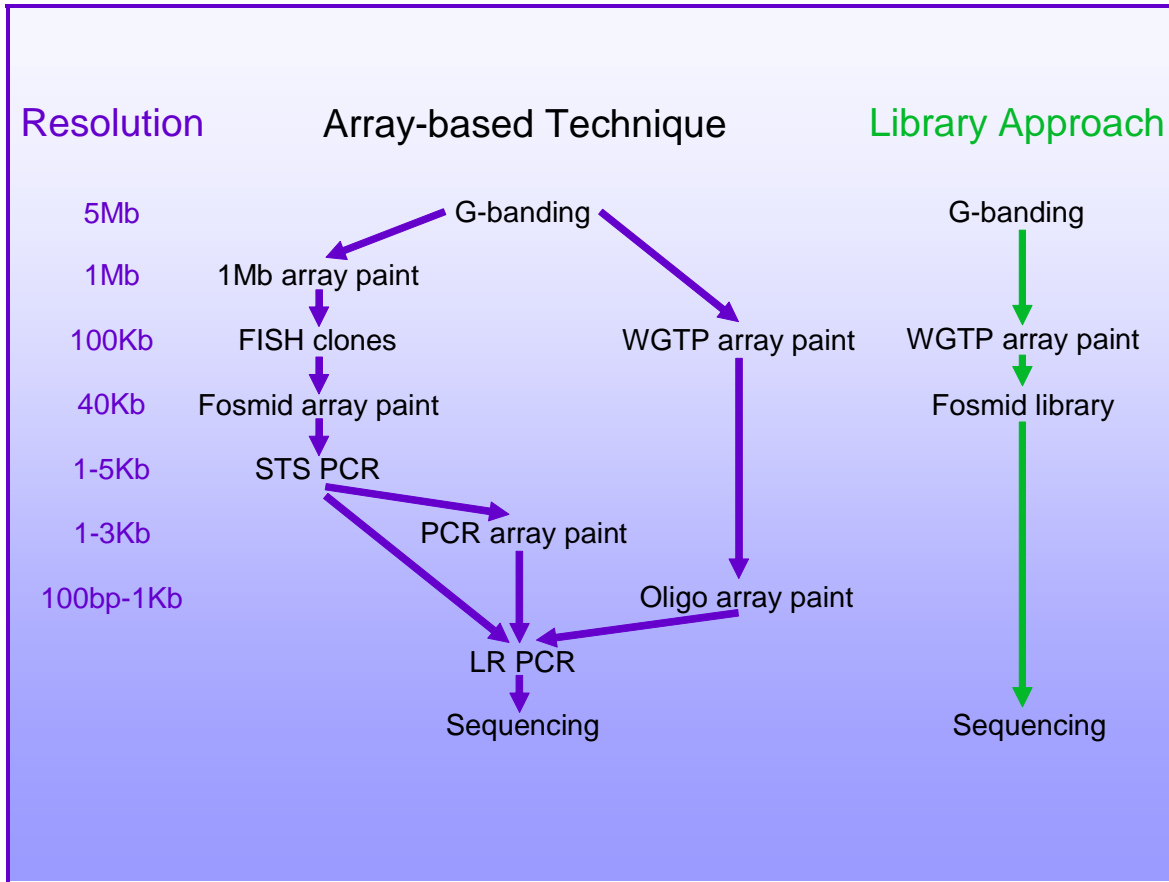 Resolution Array-based Technique Library Approach
5Mb G-banding G-banding
1Mb 1Mb array paint
100Kb FISH clones WGTP array paint WGTP array paint
40Kb Fosmid array paint Fosmid library
1-5Kb STS PCR
1-3Kb PCR array paint
100bp-1Kb Oligo array paint
LR PCR
Sequencing Sequencing